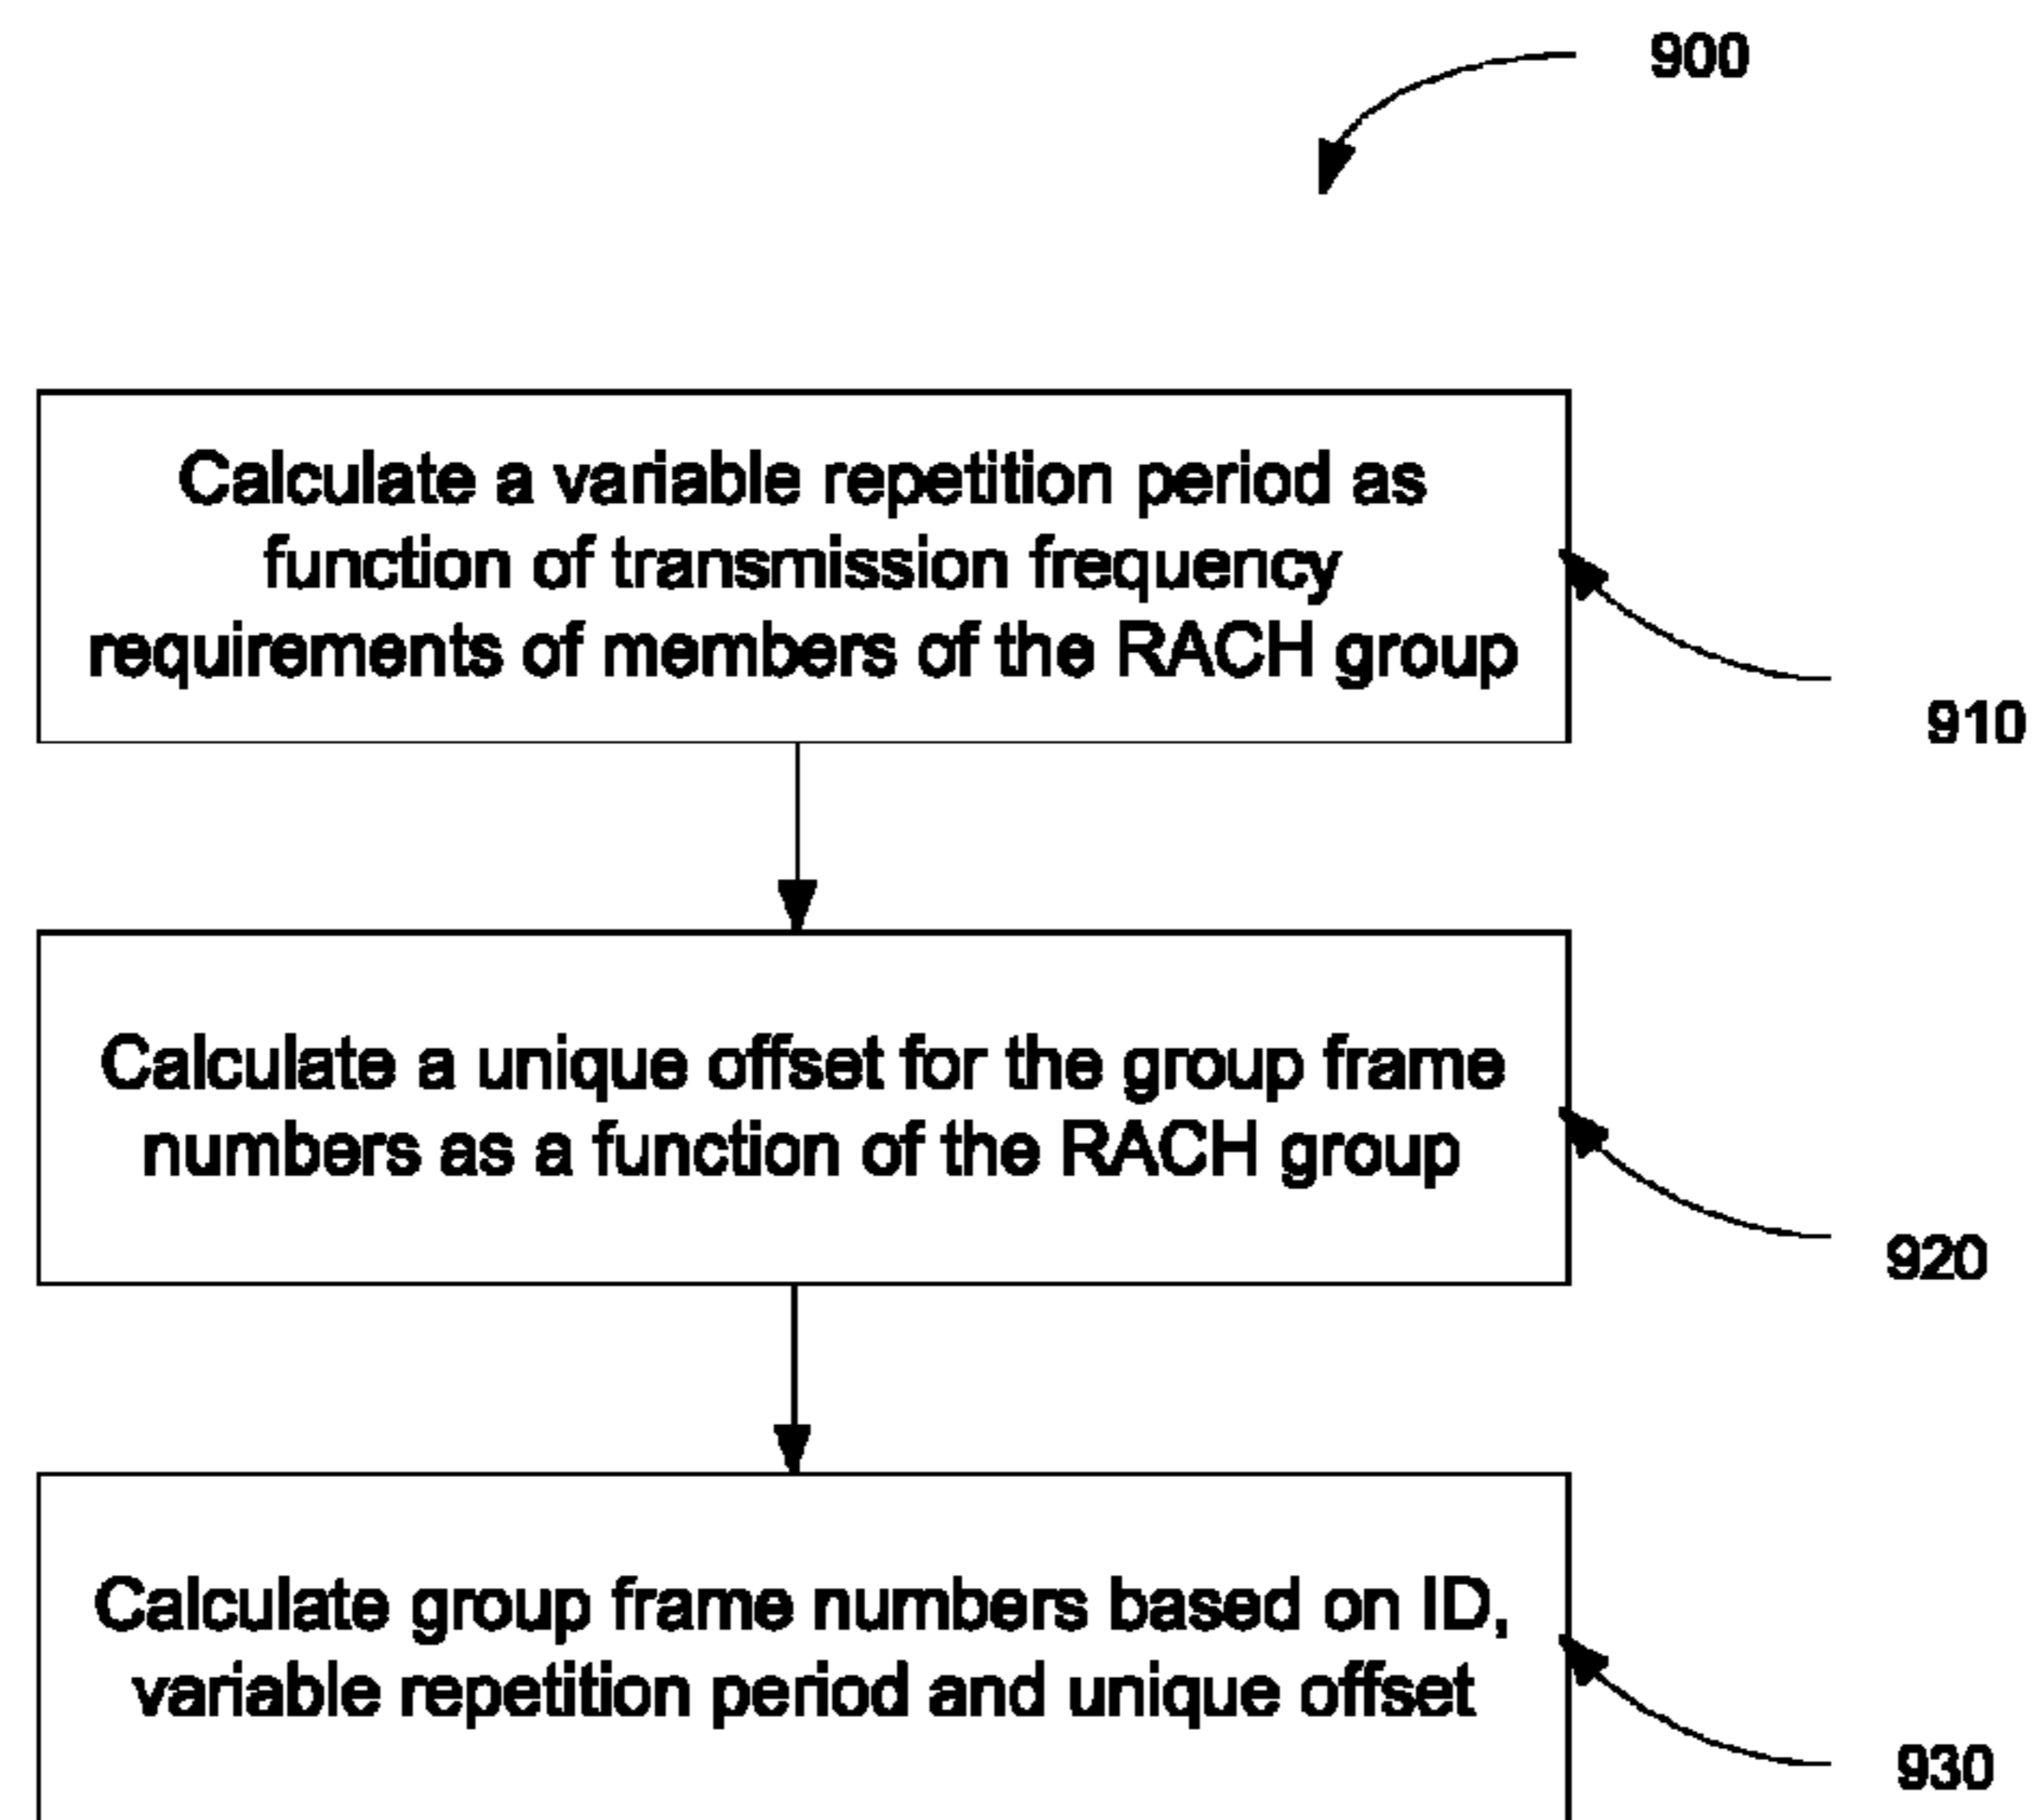 900
Calculate a variable repetition period as
function of transmission frequency
requirements of members of the RACH group
910
Calculate a unique offset for the group frame
numbers as a function of the RACH group
920
Calculate group frame numbers based on ID,
variable repetition period and unique offset
930